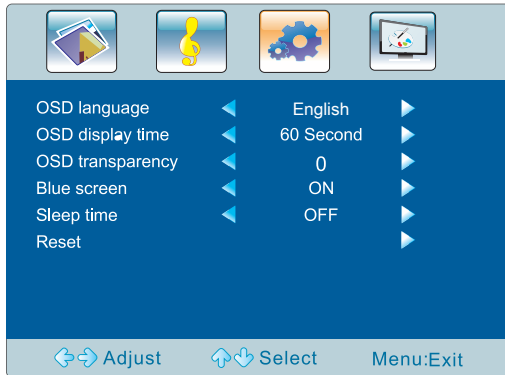 OSD language English
OSD display time 60 Second
OSD transparency 0
Blue screen ON
Sleep time OFF
Reset
Adjust Select Menu:Exit